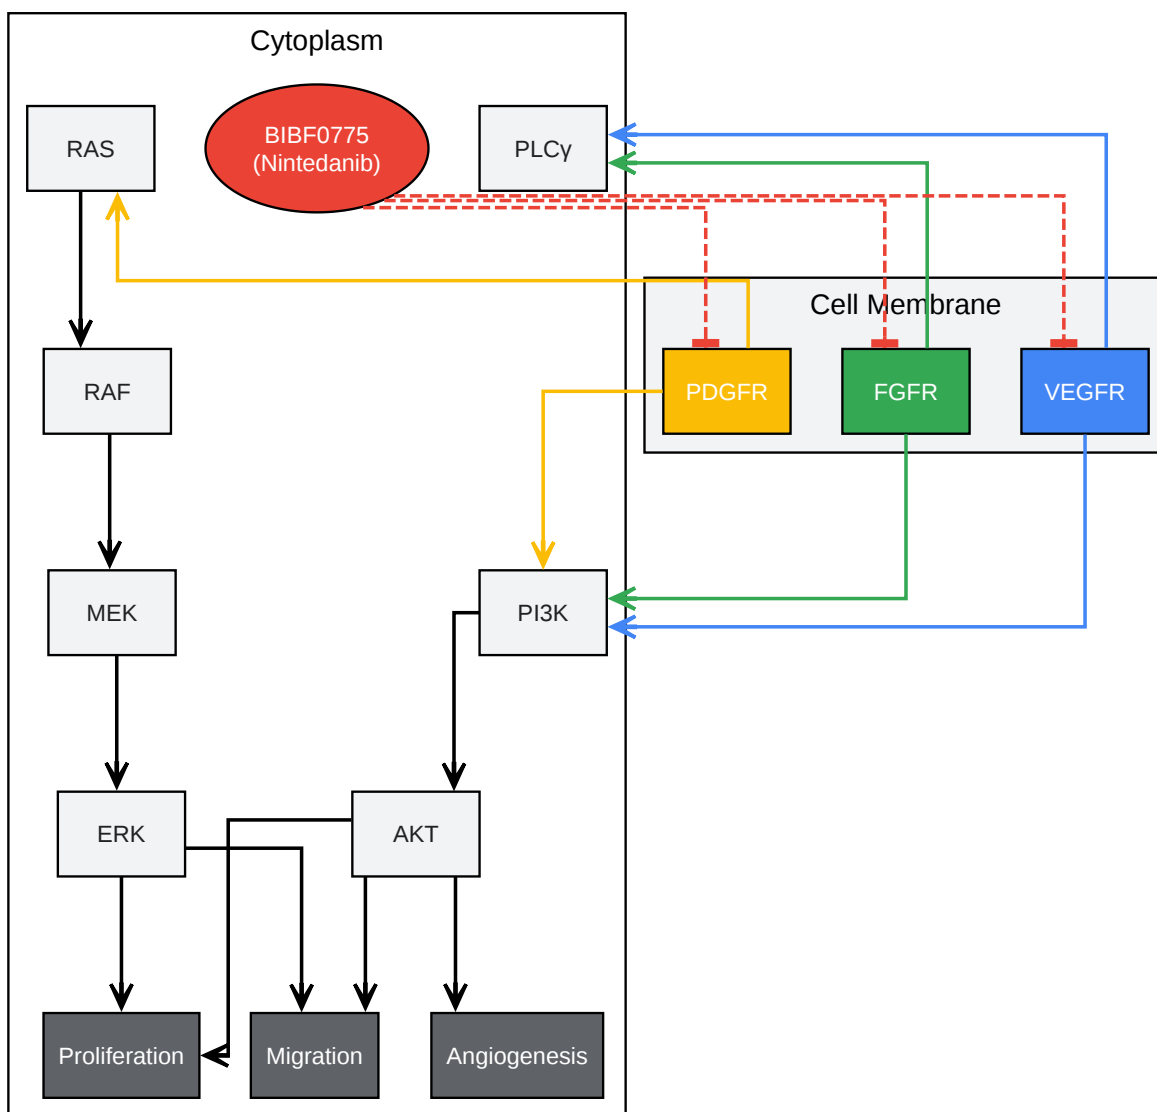 Cytoplasm
RAS
BIBF0775
(Nintedanib)
PLCγ
Cell Membrane
RAF
PDGFR
FGFR
VEGFR
MEK
PI3K
ERK
AKT
Proliferation
Migration
Angiogenesis